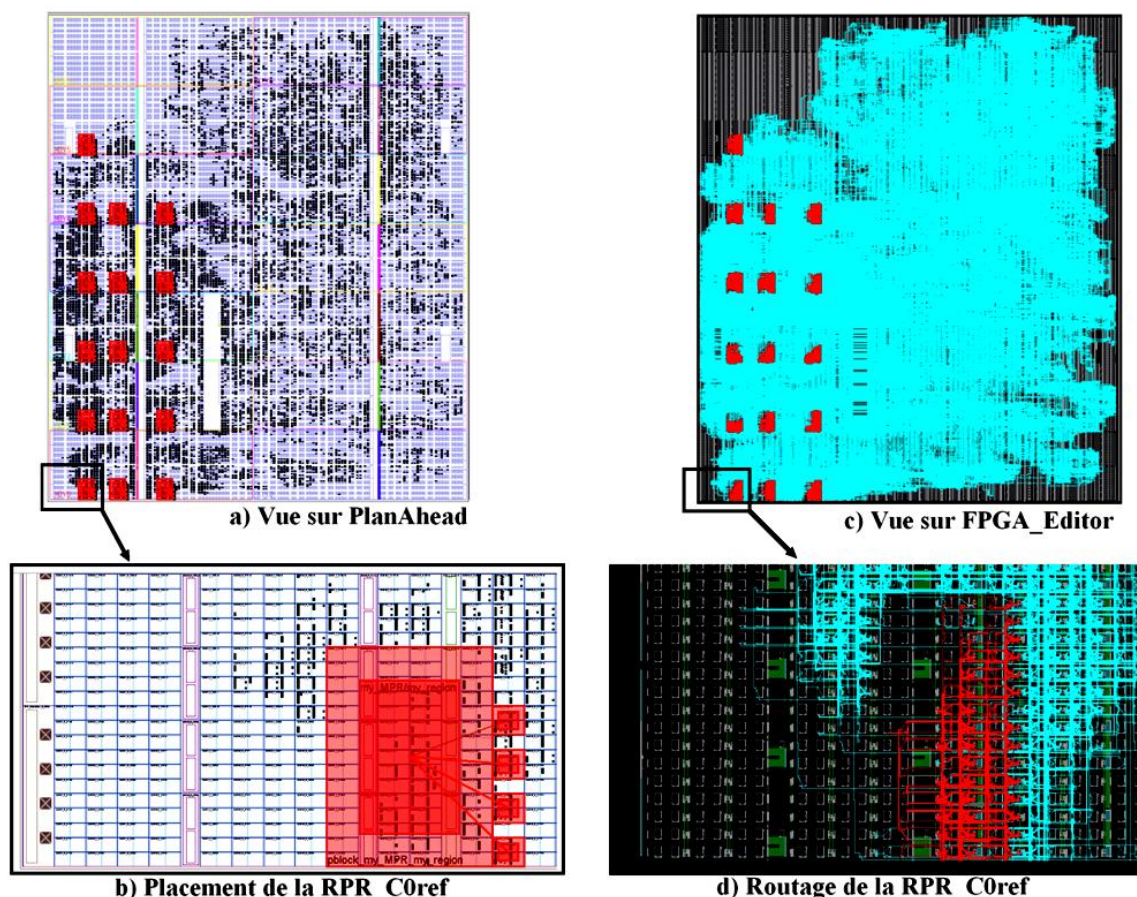 a) Vue sur PlanAhead
c) Vue sur FPGA_Editor
my_MPR/my_region
pblock_my_MPR_my_region
b) Placement de la RPR_C0ref
d) Routage de la RPR_C0ref